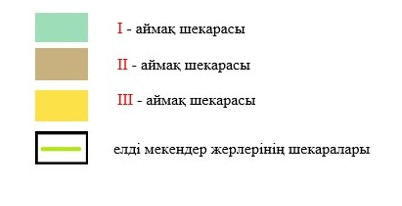 I - аймақ шекарасы
II - аймақ шекарасы
III - аймақ шекарасы
елді мекендер жерлерінің шекаралары